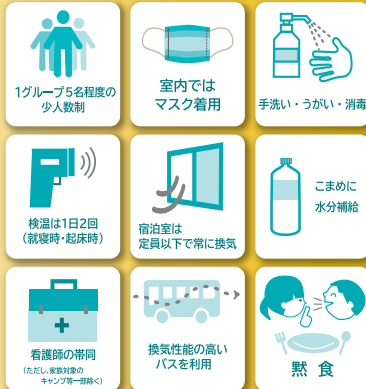 1グループ5名程度の
少人数制
室内では
マスク着用
手洗い・うがい・消毒
検温は1日2回
（就寝時・起床時）
宿泊室は
定員以下で常に換気
こまめに
水分補給
看護師の帯同
（ただし、家族対象の
キャンプ等一部除く）
換気性能の高い
バスを利用
黙食